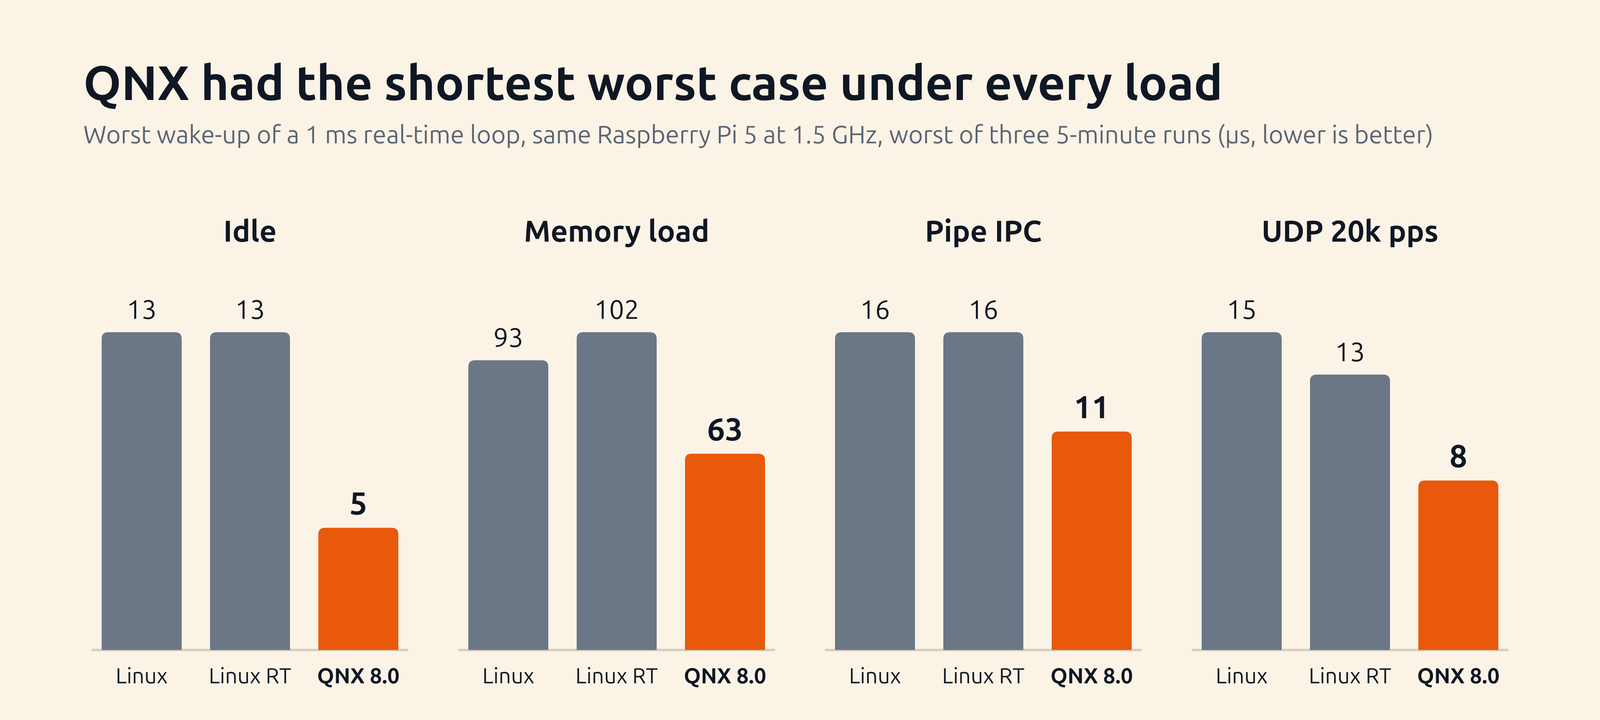 QNX had the shortest worst case under every load
Worst wake-up of a 1 ms real-time loop, same Raspberry Pi 5 at 1.5 GHz, worst of three 5-minute runs (µs, lower is better)
Idle
13
13
5
Linux
Linux RT
QNX 8.0
Memory load
93
102
63
Linux
Linux RT
QNX 8.0
Pipe IPC
16
16
11
Linux
Linux RT
QNX 8.0
UDP 20k pps
15
13
8
Linux
Linux RT
QNX 8.0